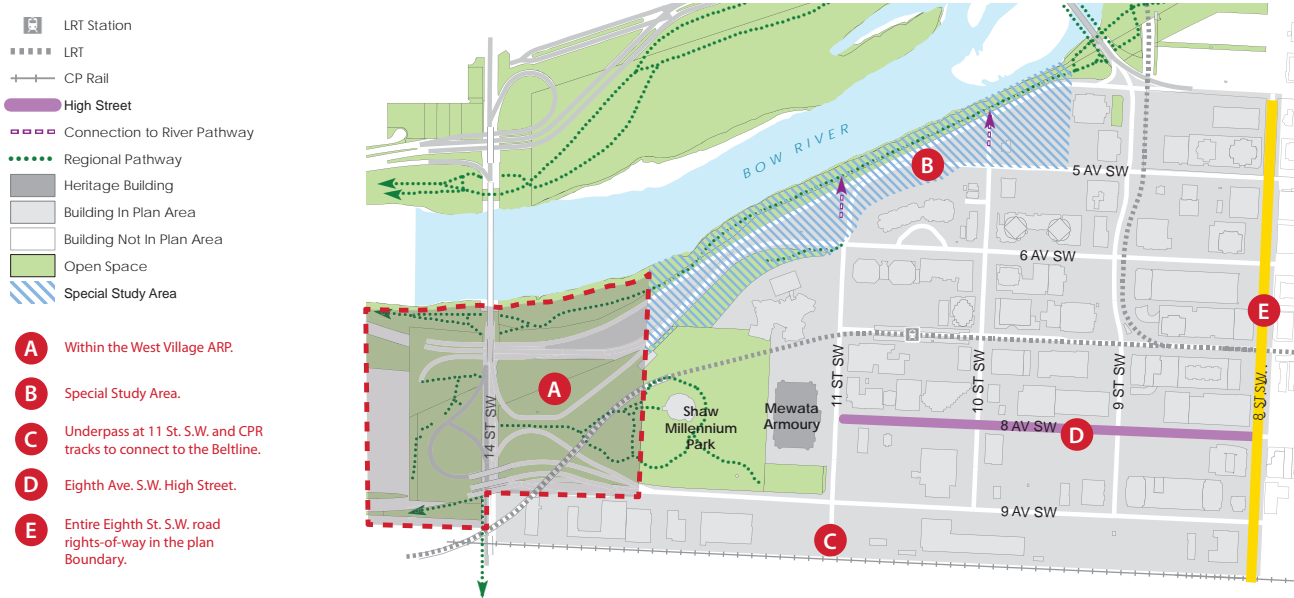 LRT Station
LRT
CP Rail
High Street
Connection to River Pathway
Regional Pathway
Heritage Building
Building In Plan Area
Building Not In Plan Area
Open Space
Special Study Area
A Within the West Village ARP.
B Special Study Area.
C Underpass at 11 St. S.W. and CPR
tracks to connect to the Beltline.
D Eighth Ave. S.W. High Street.
E Entire Eighth St. S.W. road
rights-of-way in the plan
Boundary.
BOW RIVER
B
5 AV SW
6 AV SW
E
A
14 ST SW
Shaw
Millennium
Park
Mewata
Armoury
11 ST SW
10 ST SW
9 ST SW
8 ST SW
8 AV SW
D
9 AV SW
C